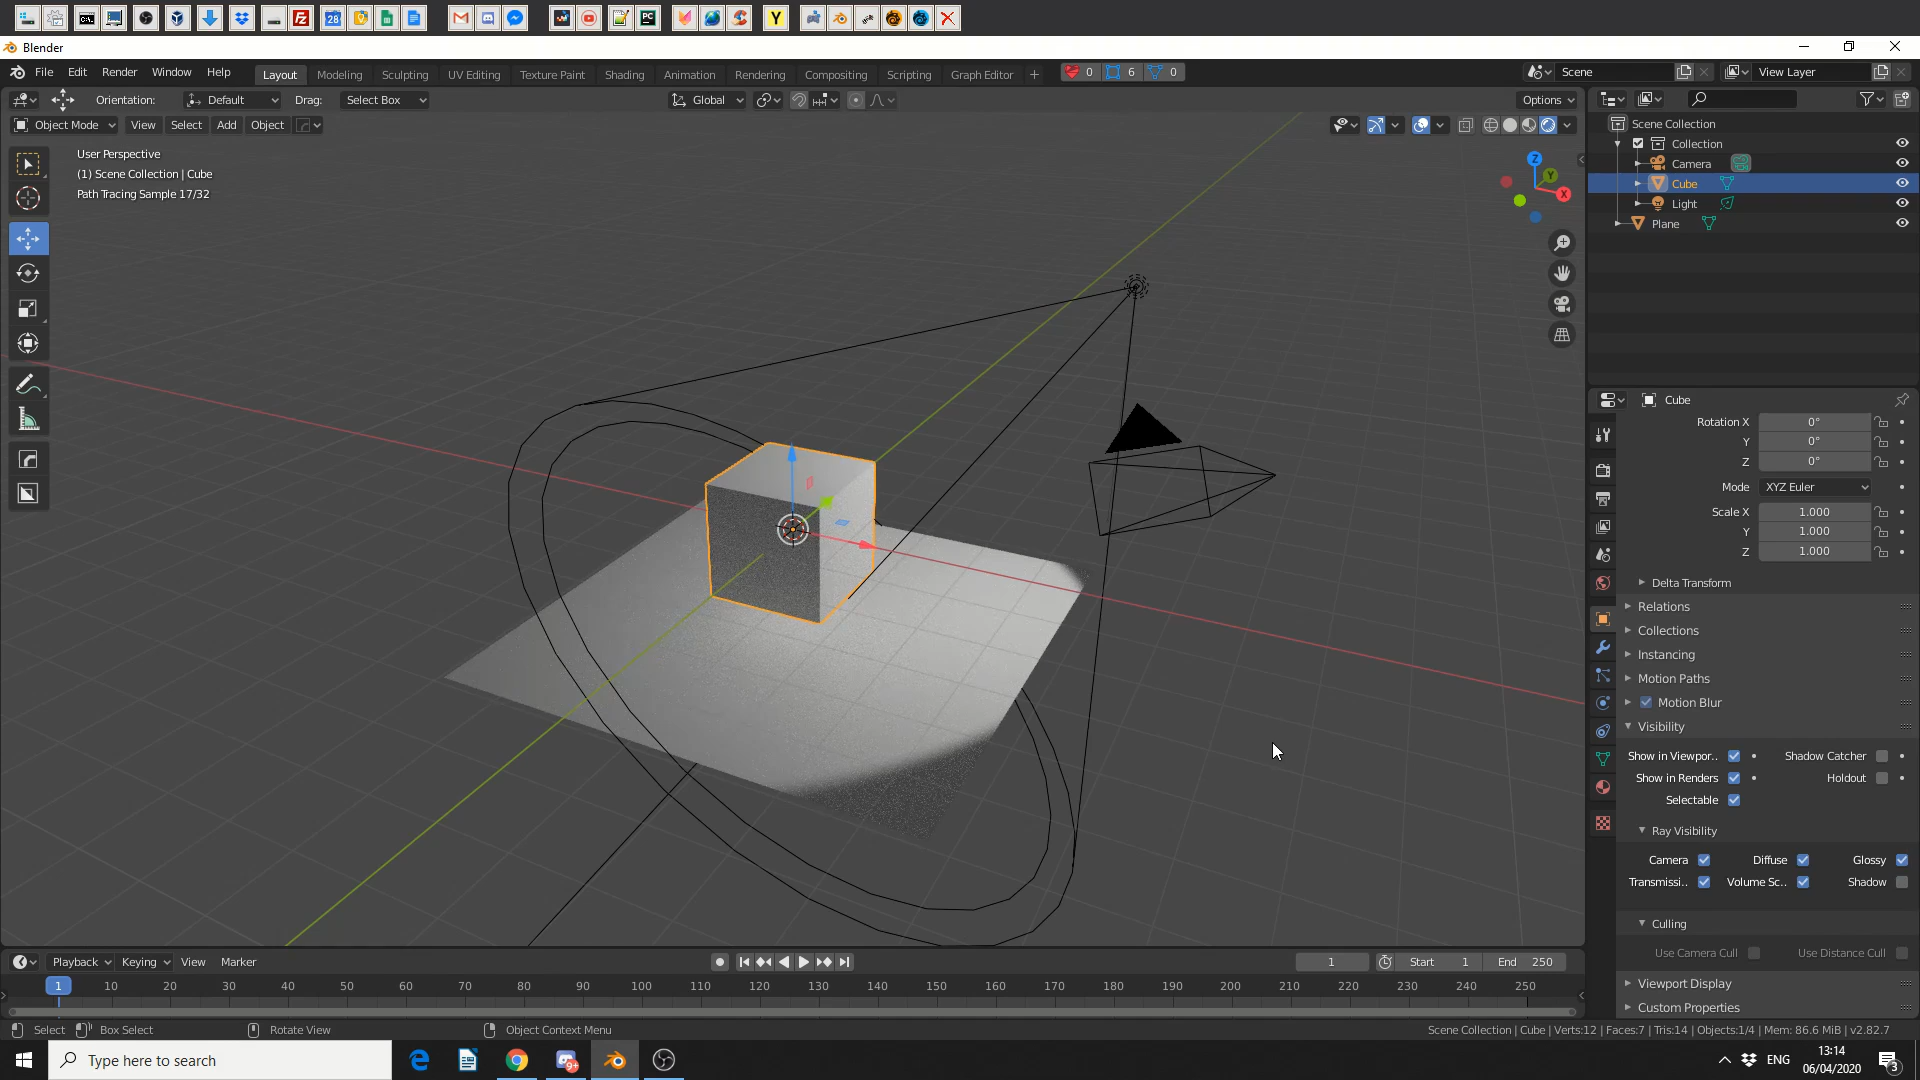 Blender
File Edit Render Window Help Layout Modeling Sculpting UV Editing Texture Paint Shading Animation Rendering Compositing Scripting Graph Editor + 0 6 0 Scene View Layer
Orientation: Default Drag: Select Box Global Options
Object Mode View Select Add Object
User Perspective
(1) Scene Collection | Cube
Path Tracing Sample 17/32
Z
Y
X
Scene Collection
Collection
Camera
Cube
Light
Plane
Cube
Rotation X 0°
Y 0°
Z 0°
Mode XYZ Euler
Scale X 1.000
Y 1.000
Z 1.000
Delta Transform
Relations
Collections
Instancing
Motion Paths
Motion Blur
Visibility
Show in Viewpor.. Shadow Catcher
Show in Renders Holdout
Selectable
Ray Visibility
Camera Diffuse Glossy
Transmissi.. Volume Sc.. Shadow
Culling
Use Camera Cull Use Distance Cull
Viewport Display
Custom Properties
Playback Keying View Marker 1 Start 1 End 250
1 10 20 30 40 50 60 70 80 90 100 110 120 130 140 150 160 170 180 190 200 210 220 230 240 250
Select Box Select Rotate View Object Context Menu Scene Collection | Cube | Verts:12 | Faces:7 | Tris:14 | Objects:1/4 | Mem: 86.6 MiB | v2.82.7
Type here to search ENG 13:14
06/04/2020 3